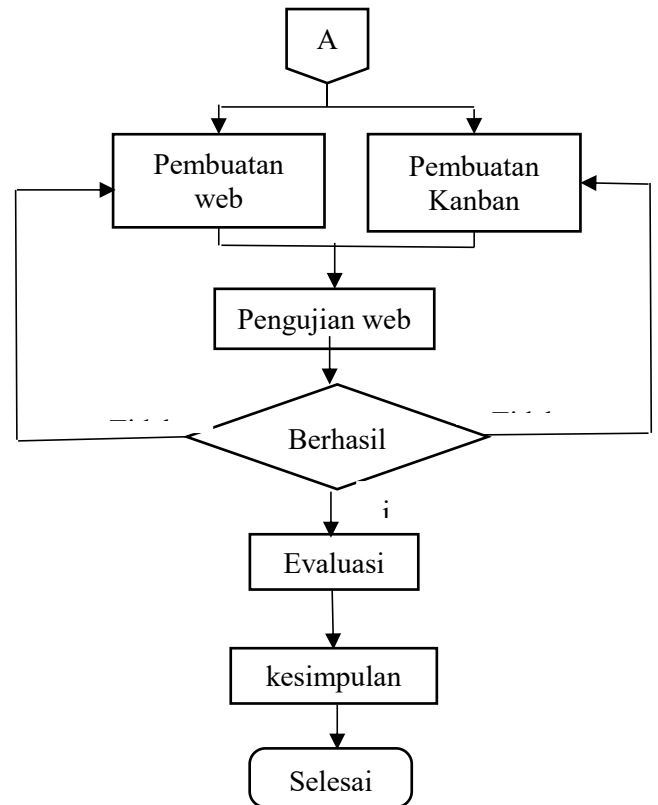 A
Pembuatan
web
Pembuatan
Kanban
Pengujian web
Berhasil
Evaluasi
kesimpulan
Selesai